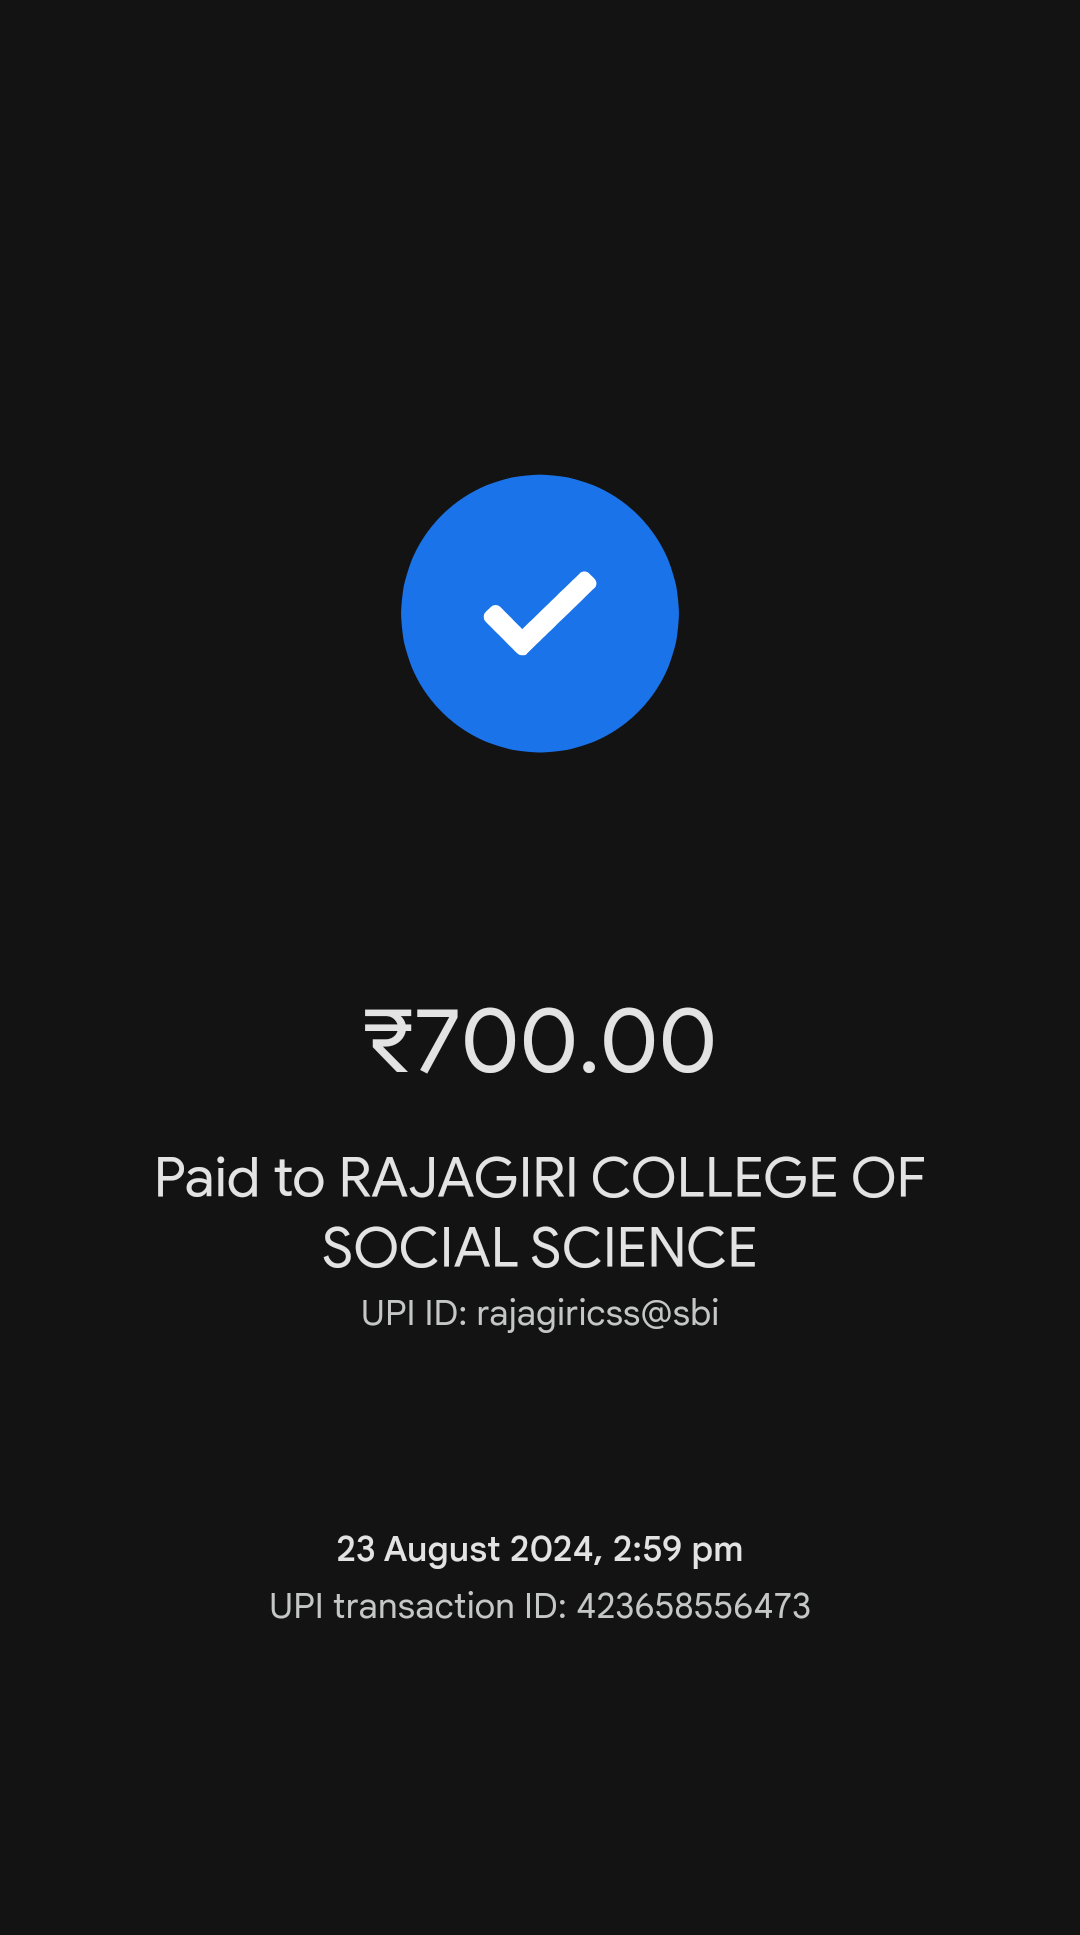 ₹700.00
Paid to RAJAGIRI COLLEGE OF
SOCIAL SCIENCE
UPI ID: rajagiricss@sbi
23 August 2024, 2:59 pm
UPI transaction ID: 423658556473